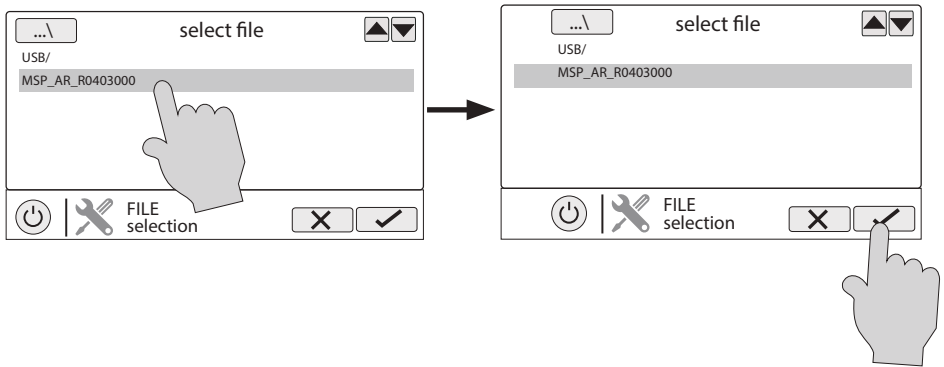 ...\ select file
USB/
MSP_AR_R0403000
FILE
selection
...\ select file
USB/
MSP_AR_R0403000
FILE
selection